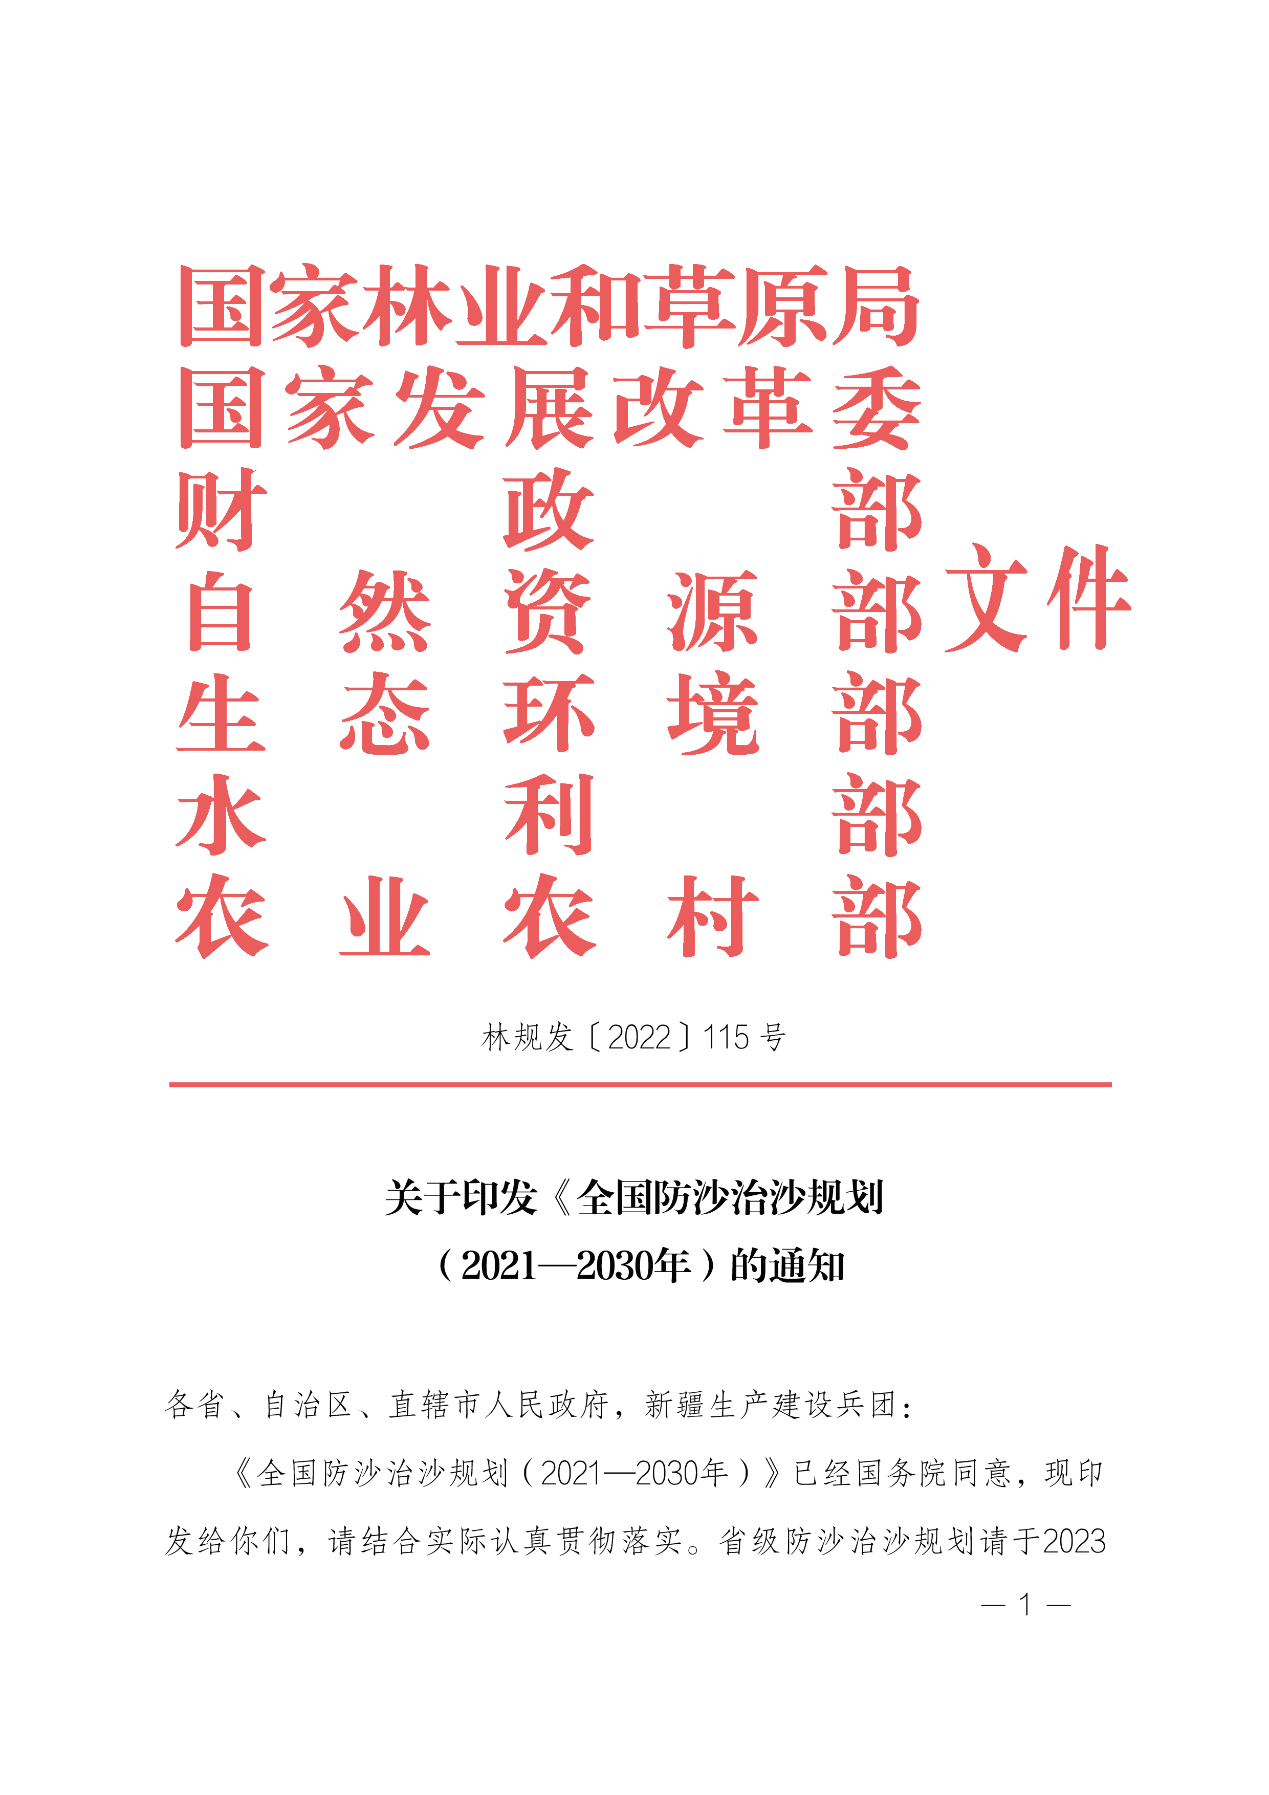 国家林业和草原局
国家发展改革委
财政部
自然资源部
文件
生态环境部
水利部
农业农村部
林规发〔2022〕115 号
关于印发《全国防沙治沙规划
（2021—2030年）的通知
各省、自治区、直辖市人民政府，新疆生产建设兵团：
《全国防沙治沙规划（2021—2030年）》已经国务院同意，现印
发给你们，请结合实际认真贯彻落实。省级防沙治沙规划请于2023
— 1 —